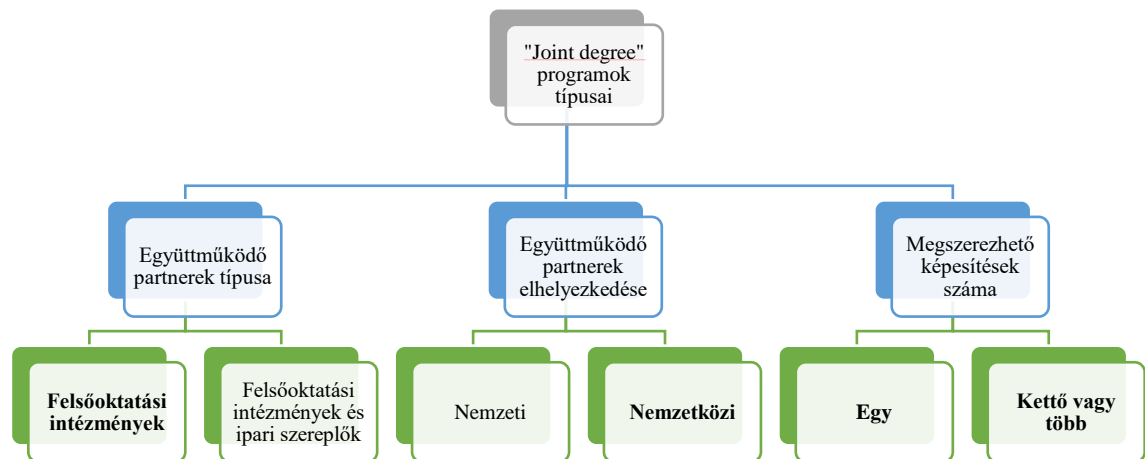 "Joint degree"
programok
típusai
Együttműködő
partnerek típusa
Együttműködő
partnerek
elhelyezkedése
Megszerezhető
képesítések
száma
Felsőoktatási
intézmények
Felsőoktatási
intézmények és
ipari szereplők
Nemzeti
Nemzetközi
Egy
Kettő vagy
több